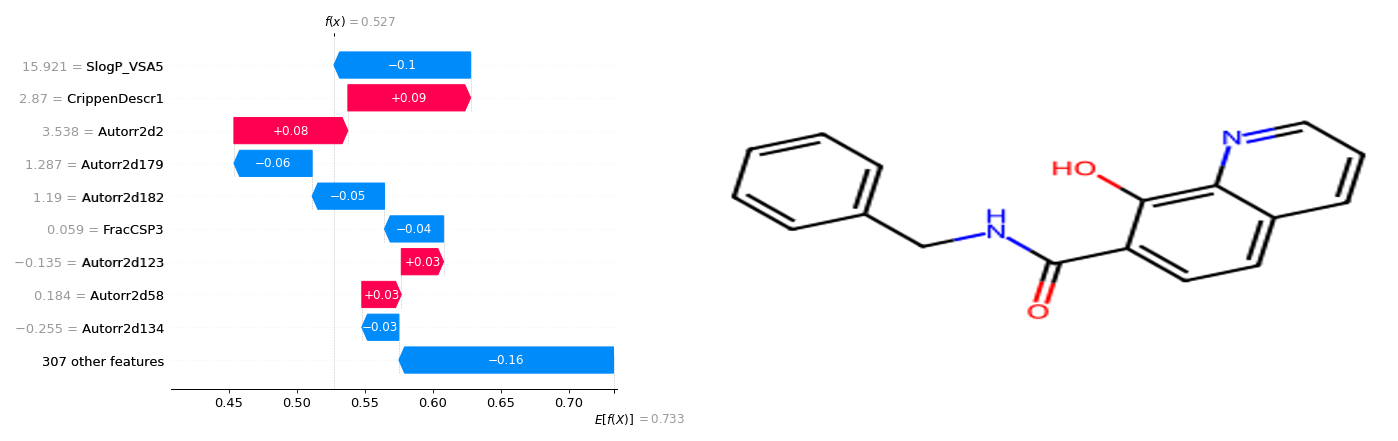 f(x) = 0.527
15.921 = SlogP_VSA5
−0.1
2.87 = CrippenDescr1
+0.09
3.538 = Autorr2d2
+0.08
1.287 = Autorr2d179
−0.06
1.19 = Autorr2d182
−0.05
0.059 = FracCSP3
−0.04
−0.135 = Autorr2d123
+0.03
0.184 = Autorr2d58
+0.03
−0.255 = Autorr2d134
−0.03
307 other features
−0.16
0.45 0.50 0.55 0.60 0.65 0.70
E[f(X)] = 0.733
N
HO
H
N
O